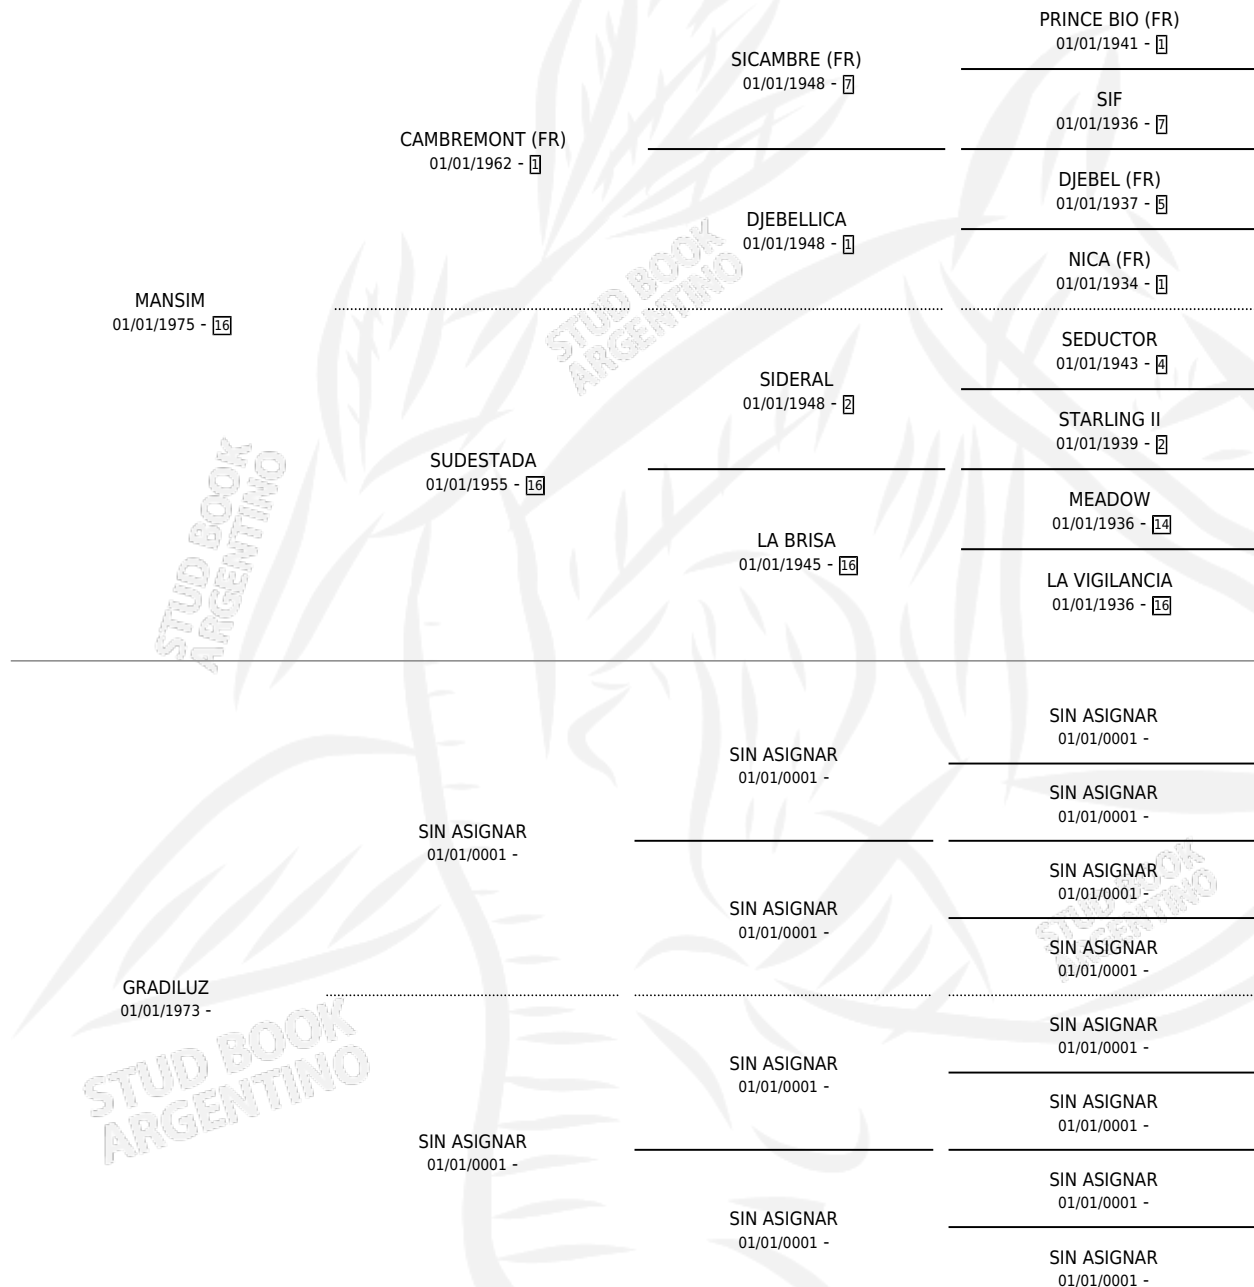 PRINCE BIO (FR)
01/01/1941 - 1
SICAMBRE (FR)
01/01/1948 - 7
SIF
01/01/1936 - 7
CAMBREMONT (FR)
01/01/1962 - 1
DJEBEL (FR)
01/01/1937 - 5
DJEBELLICA
01/01/1948 - 1
NICA (FR)
01/01/1934 - 1
MANSIM
01/01/1975 - 16
SEDUCTOR
01/01/1943 - 4
SIDERAL
01/01/1948 - 2
STARLING II
01/01/1939 - 2
SUDESTADA
01/01/1955 - 16
MEADOW
01/01/1936 - 14
LA BRISA
01/01/1945 - 16
LA VIGILANCIA
01/01/1936 - 16
SIN ASIGNAR
01/01/0001 -
SIN ASIGNAR
01/01/0001 -
SIN ASIGNAR
01/01/0001 -
SIN ASIGNAR
01/01/0001 -
SIN ASIGNAR
01/01/0001 -
SIN ASIGNAR
01/01/0001 -
SIN ASIGNAR
01/01/0001 -
GRADILUZ
01/01/1973 -
SIN ASIGNAR
01/01/0001 -
SIN ASIGNAR
01/01/0001 -
SIN ASIGNAR
01/01/0001 -
SIN ASIGNAR
01/01/0001 -
SIN ASIGNAR
01/01/0001 -
SIN ASIGNAR
01/01/0001 -
SIN ASIGNAR
01/01/0001 -
STUD BOOK
ARGENTINO
STUD BOOK
ARGENTINO
STUD BOOK
ARGENTINO
STUD BOOK
ARGENTINO